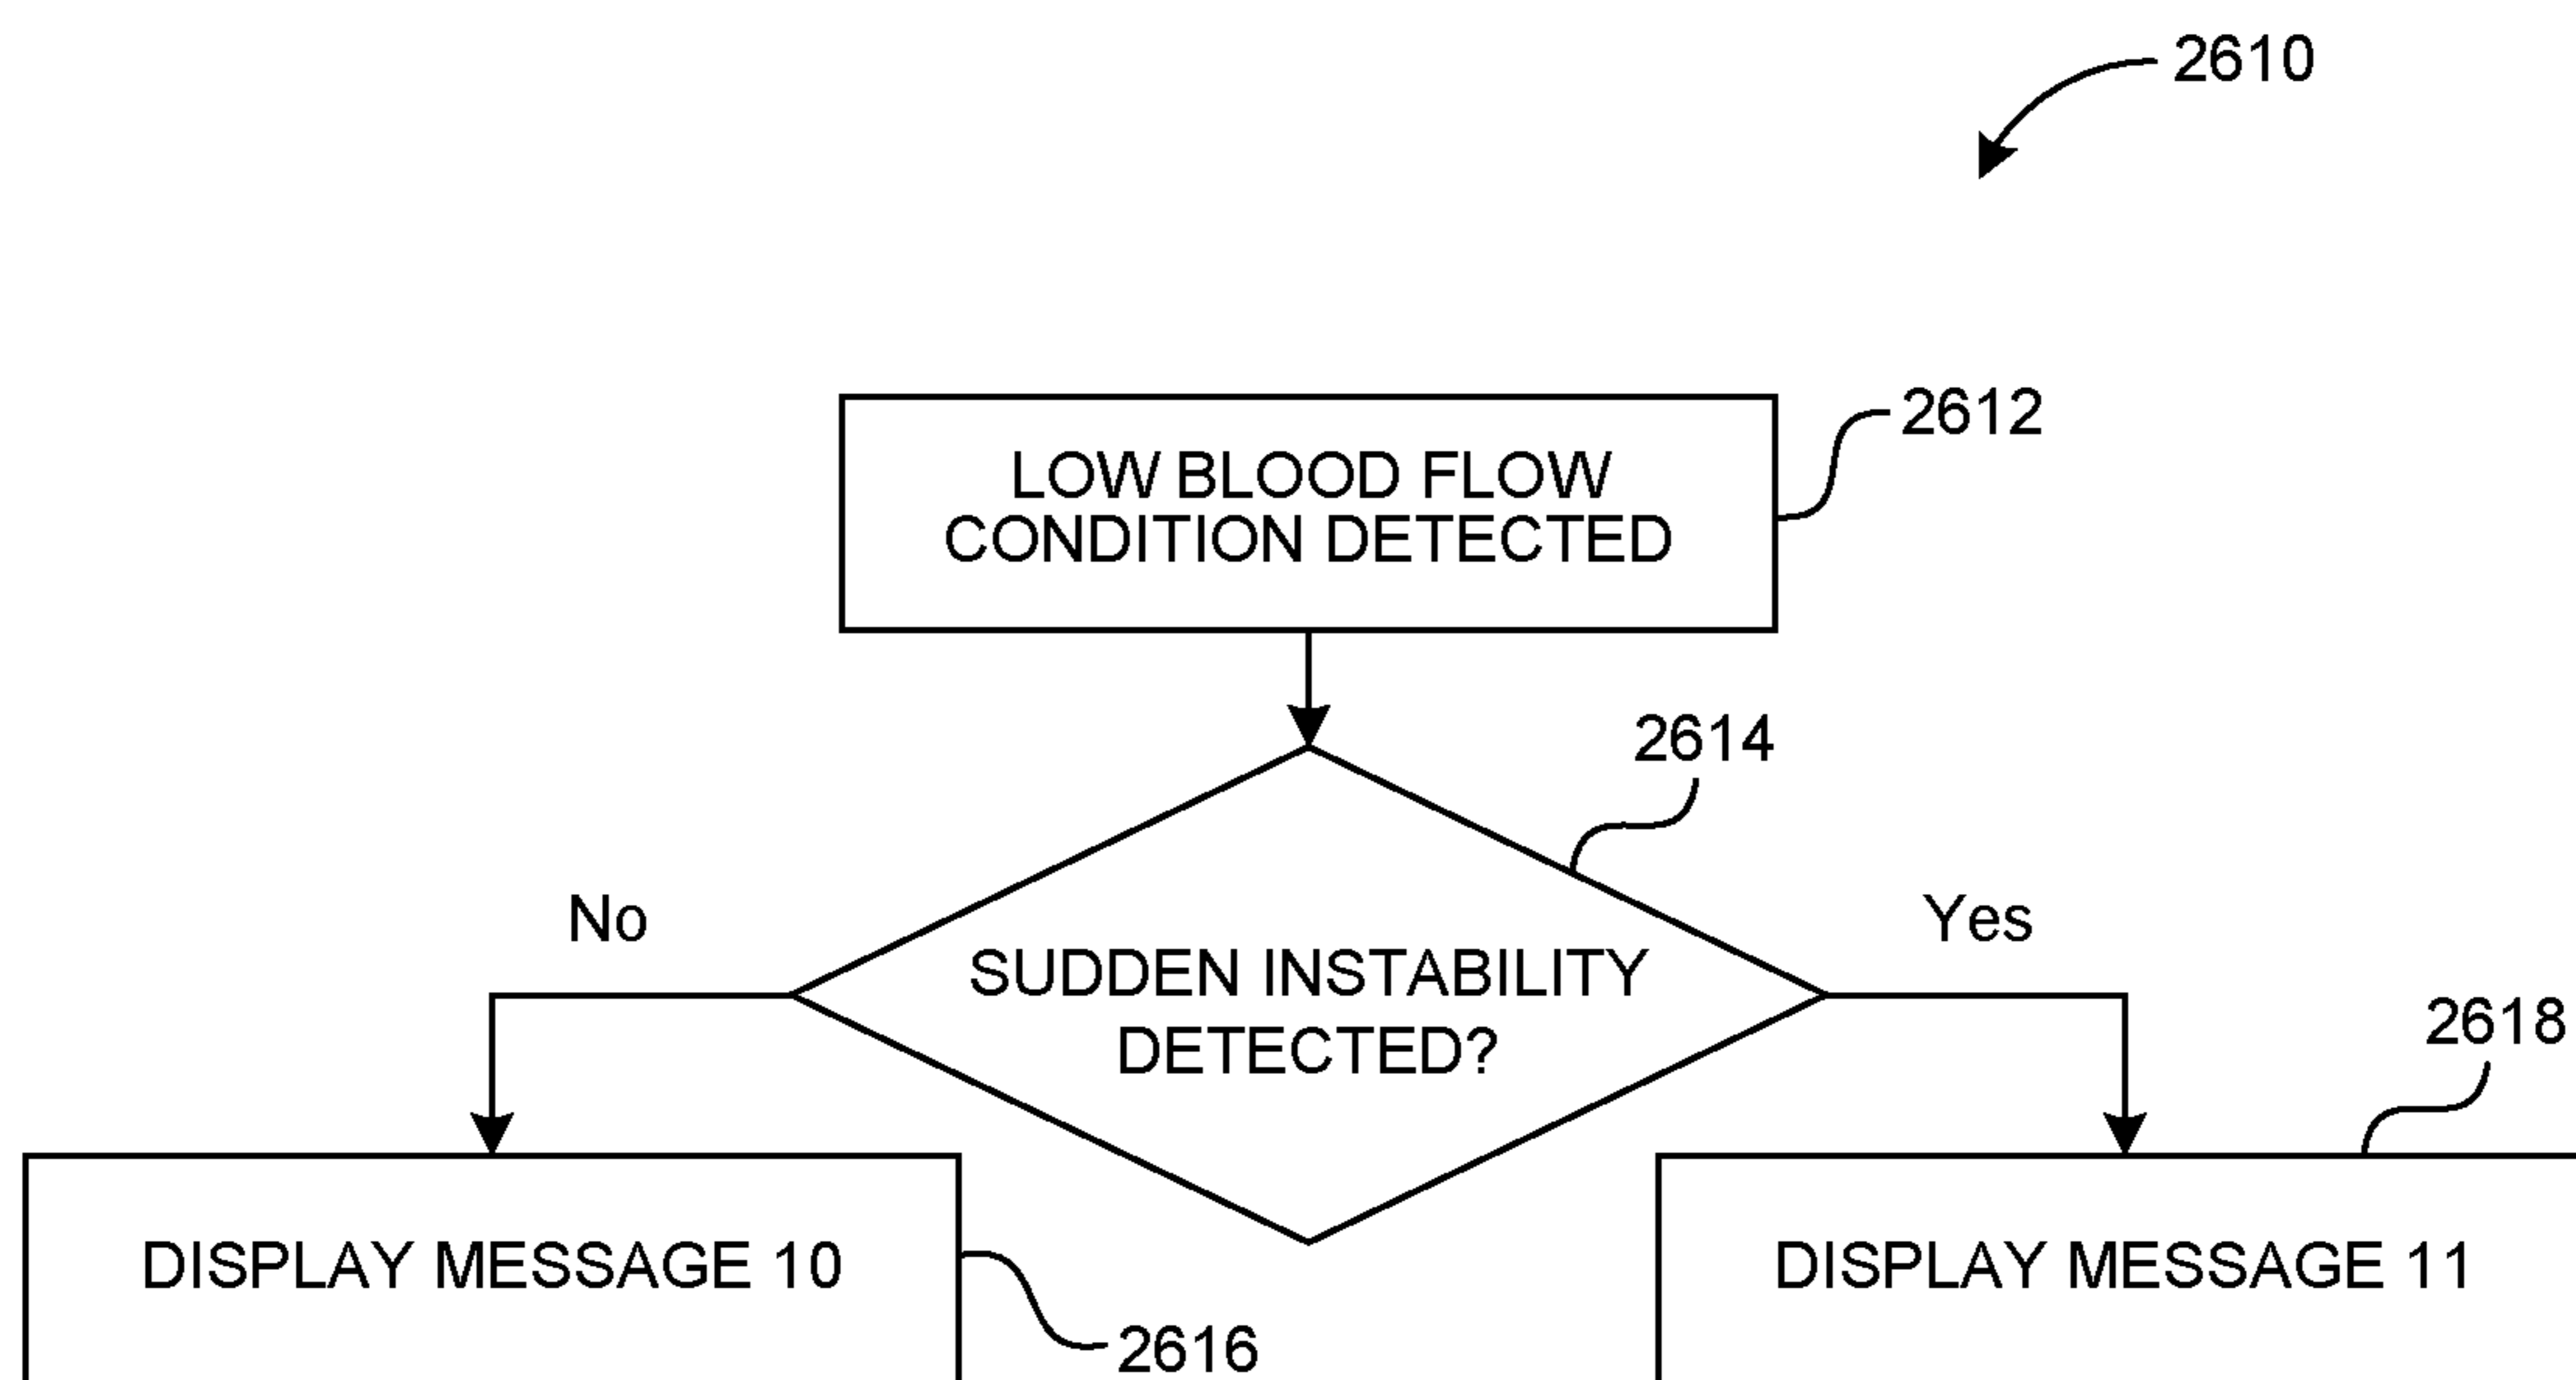 2610
LOW BLOOD FLOW
CONDITION DETECTED
2612
2614
SUDDEN INSTABILITY
DETECTED?
No
Yes
2618
DISPLAY MESSAGE 10
2616
DISPLAY MESSAGE 11